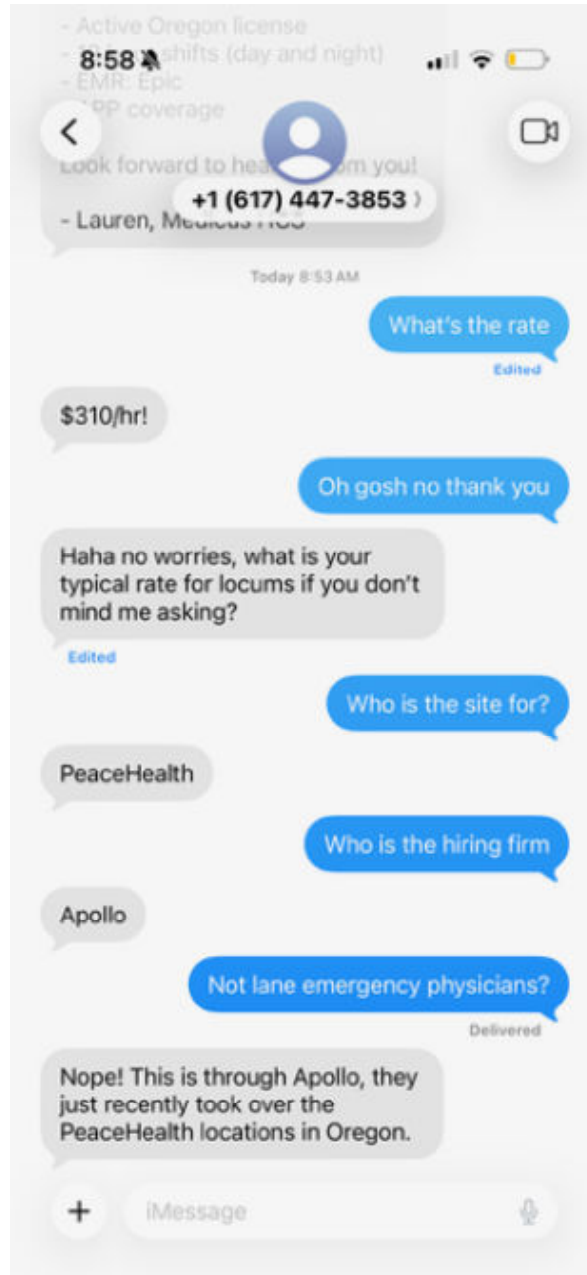 - Active Oregon license
8:58
shifts (day and night)
- EMR: Epic
PP coverage
Look forward to hea om you!
+1 (617) 447-3853
- Lauren,
Today 8:53 AM
What's the rate
Edited
$310/hr!
Oh gosh no thank you
Haha no worries, what is your
typical rate for locums if you don't
mind me asking?
Edited
Who is the site for?
PeaceHealth
Who is the hiring firm
Apollo
Not lane emergency physicians?
Delivered
Nope! This is through Apollo, they
just recently took over the
PeaceHealth locations in Oregon.
iMessage